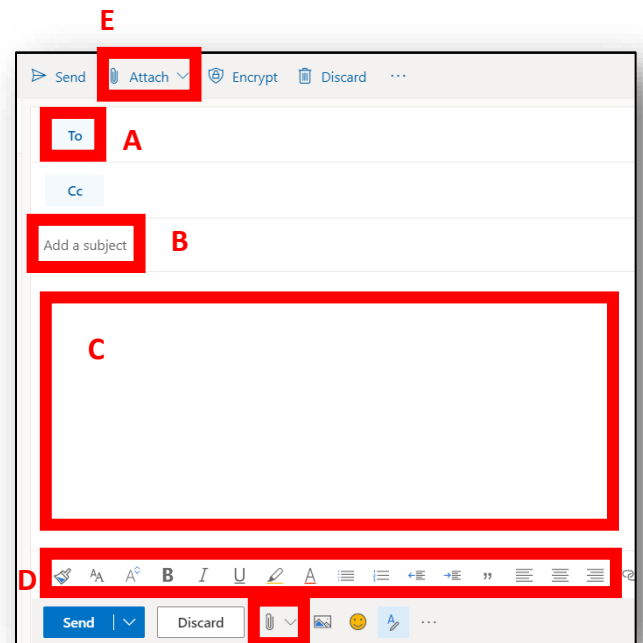 E
Send Attach Encrypt Discard ...
To A
Cc
Add a subject B
C
D
Send Discard ...